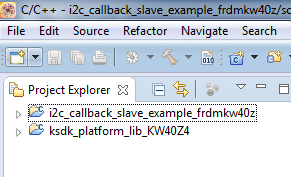 C/C++ - i2c_callback_slave_example_frdmkw40z/sc
File Edit Source Refactor Navigate Search
Project Explorer
i2c_callback_slave_example_frdmkw40z
ksdk_platform_lib_KW40Z4